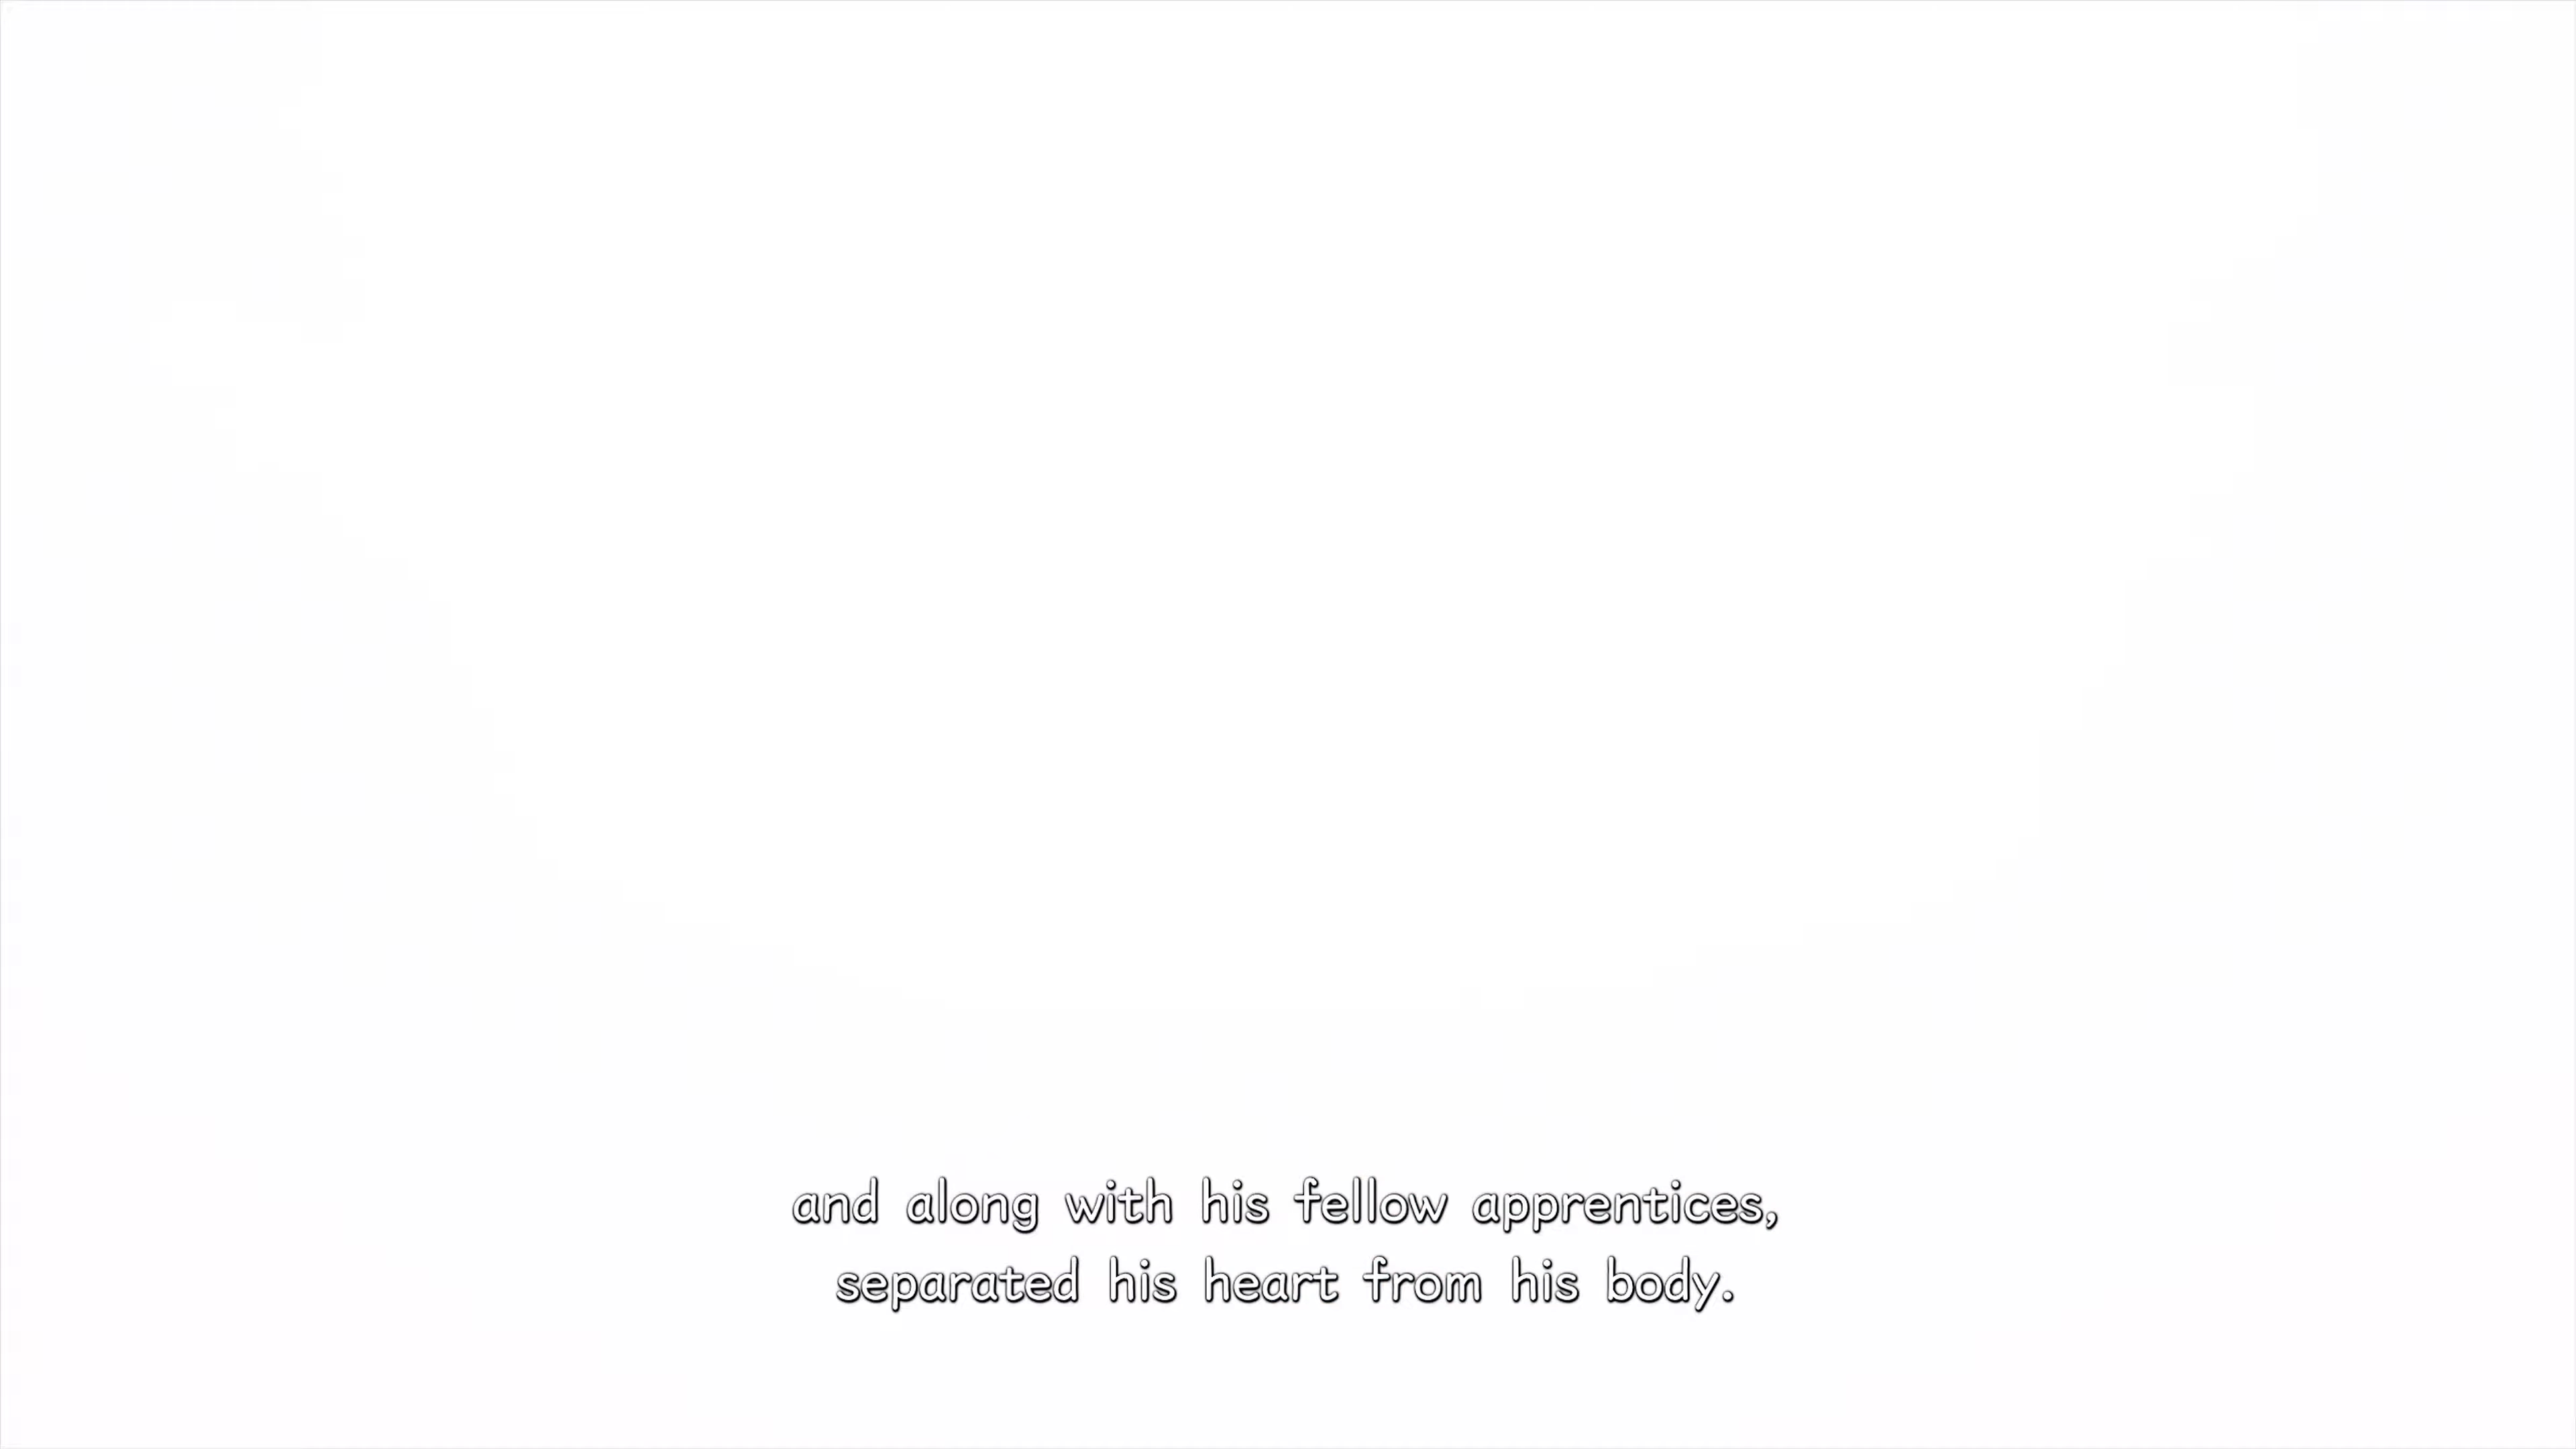 and along with his fellow apprentices,
separated his heart from his body.